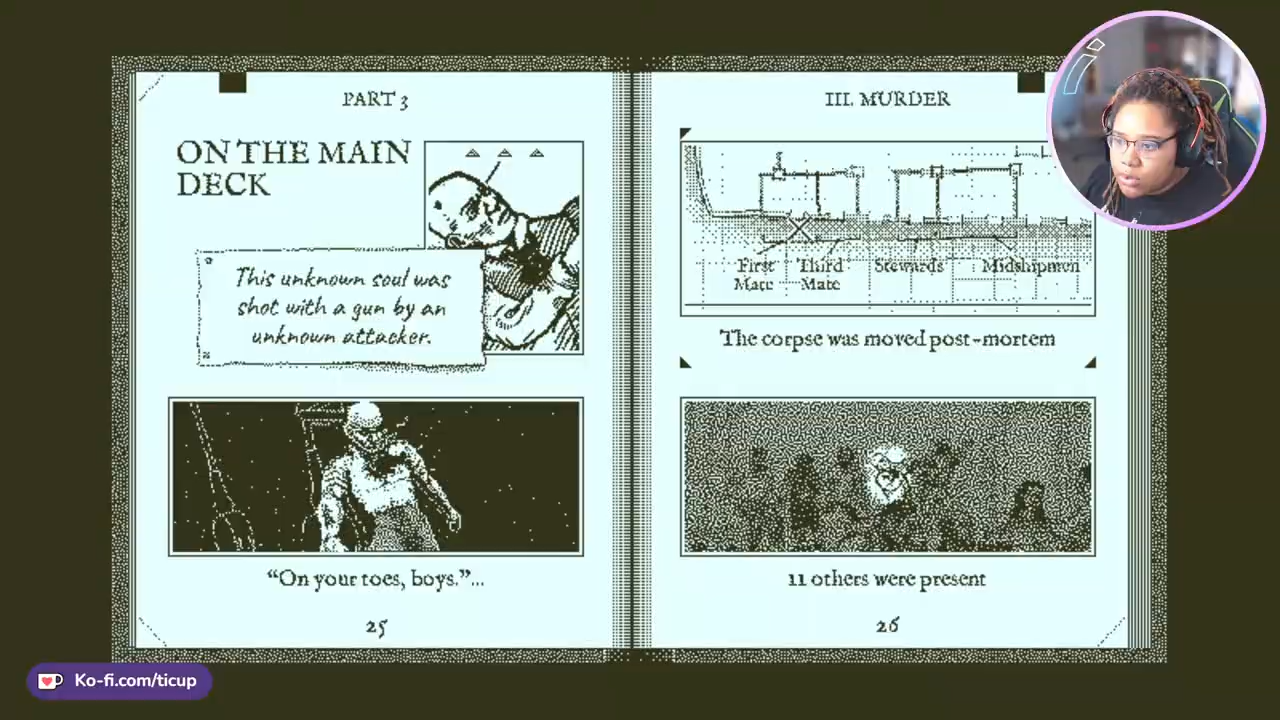 PART 3
ON THE MAIN
DECK
This unknown soul was
shot with a gun by an
unknown attacker.
"On your toes, boys."...
25
III. MURDER
First Third Stewards Midshipmen
Mate Mate
The corpse was moved post-mortem
11 others were present
26
Ko-fi.com/ticup